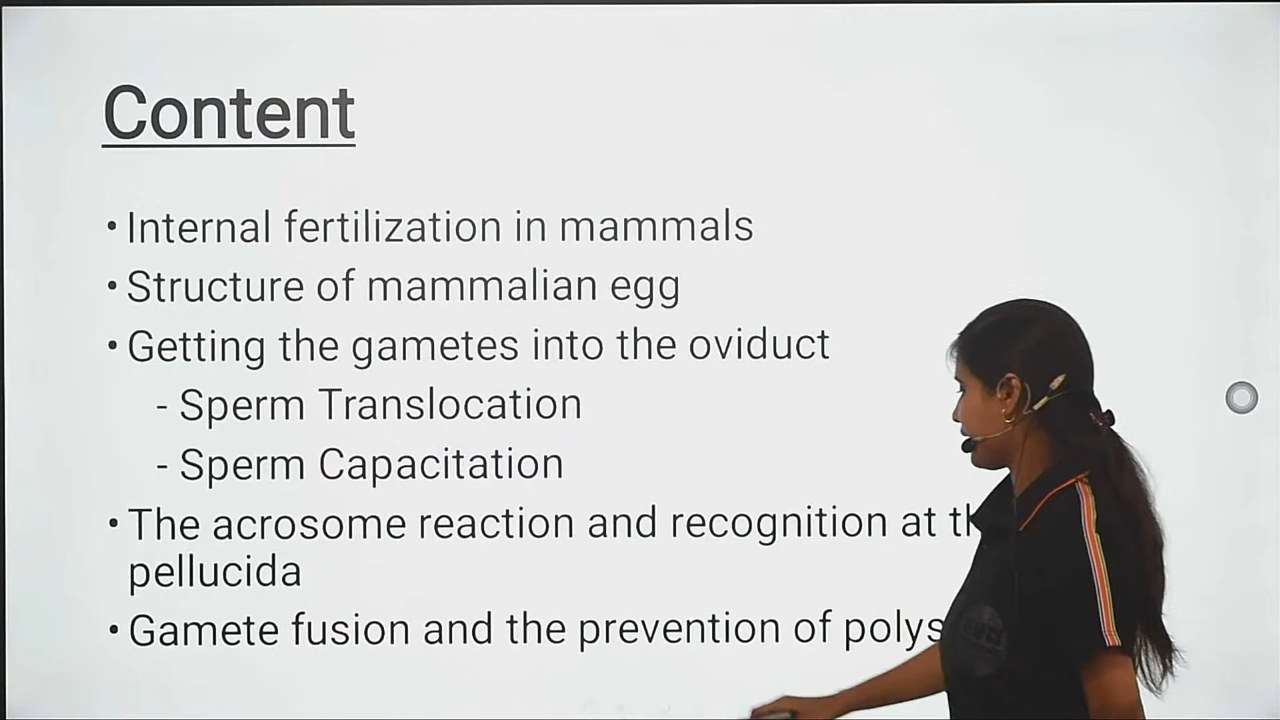 Content
• Internal fertilization in mammals
• Structure of mammalian egg
• Getting the gametes into the oviduct
- Sperm Translocation
- Sperm Capacitation
• The acrosome reaction and recognition at
pellucida
• Gamete fusion and the prevention of